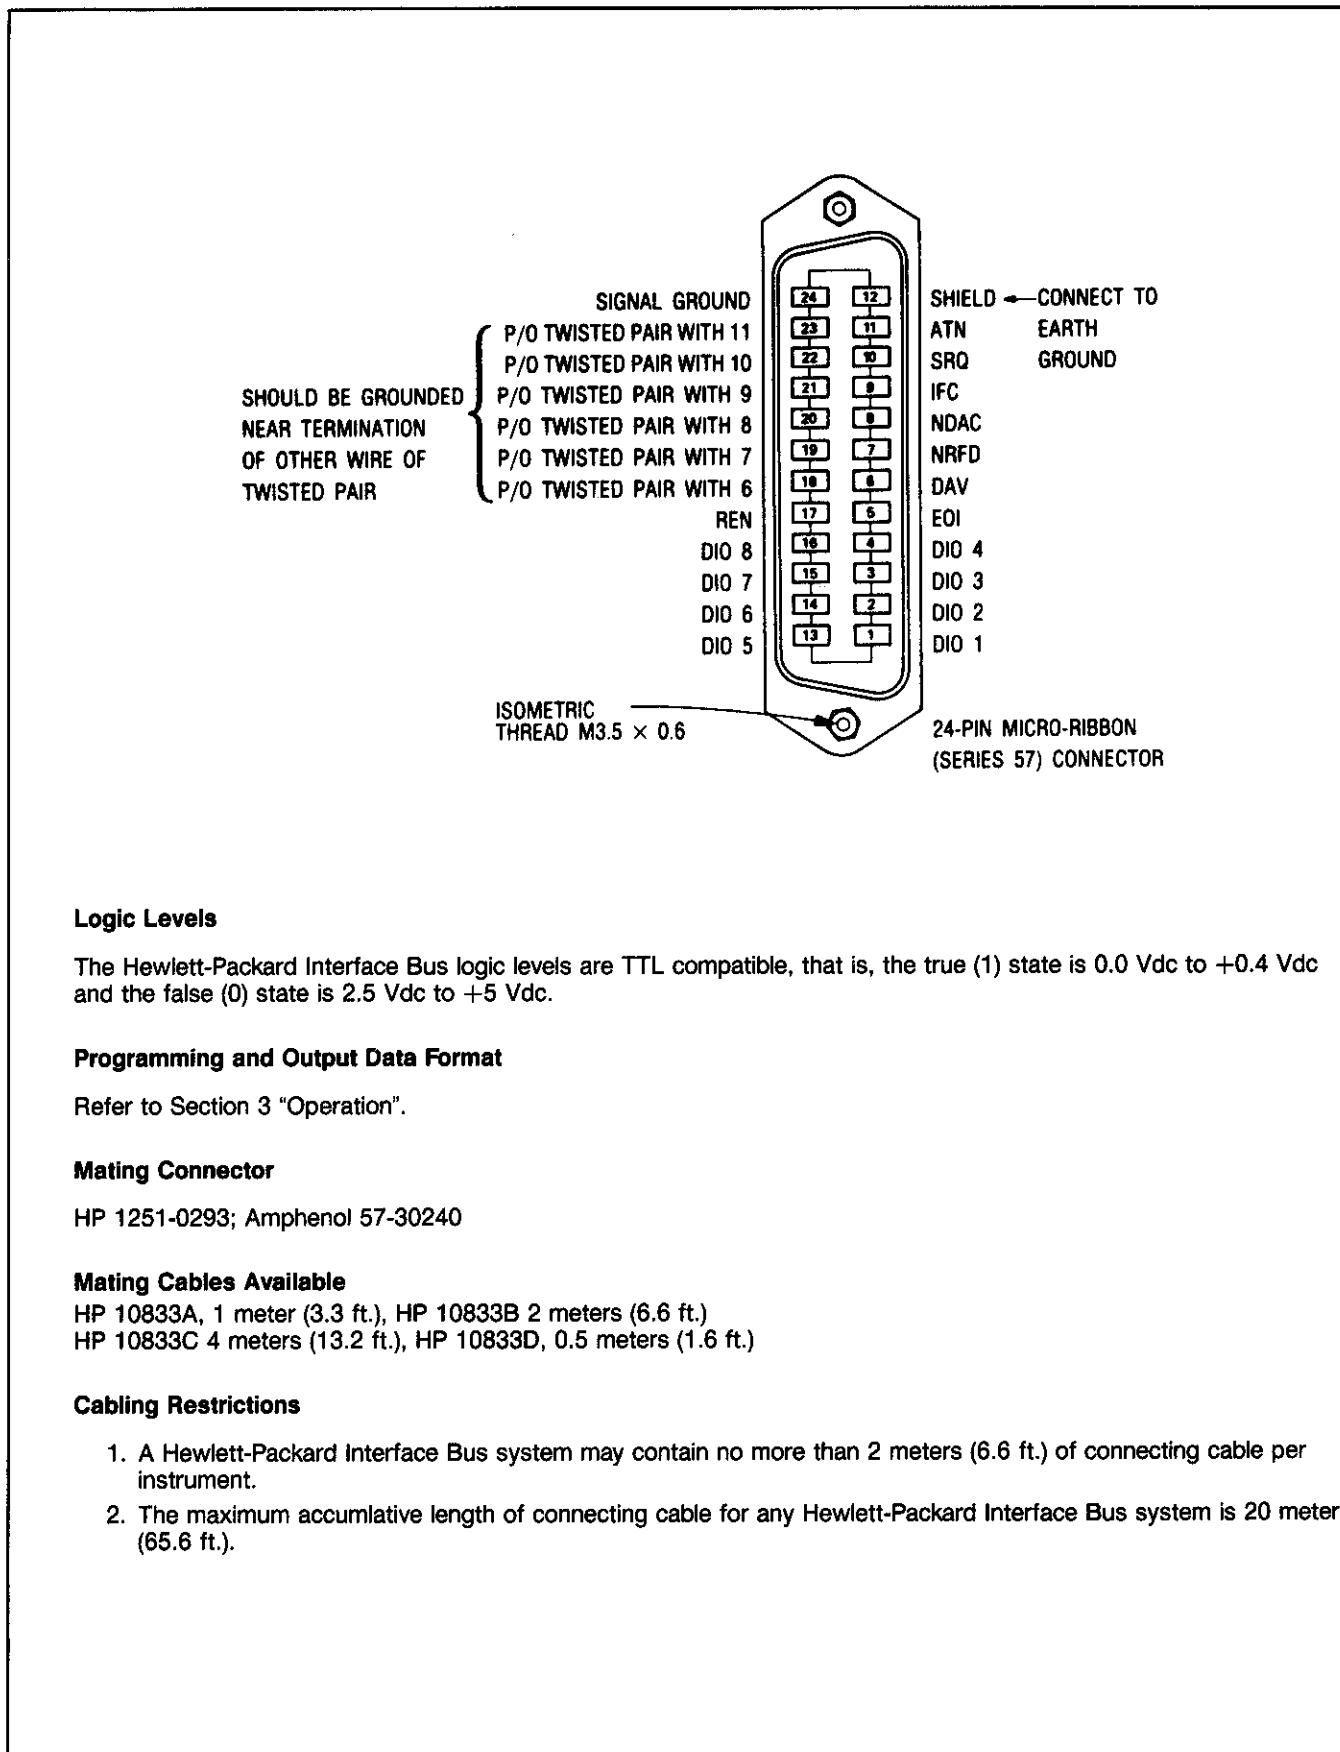 SIGNAL GROUND 24 12 SHIELD ← CONNECT TO
P/O TWISTED PAIR WITH 11 23 11 ATN EARTH
P/O TWISTED PAIR WITH 10 22 10 SRQ GROUND
SHOULD BE GROUNDED P/O TWISTED PAIR WITH 9 21 9 IFC
NEAR TERMINATION P/O TWISTED PAIR WITH 8 20 8 NDAC
OF OTHER WIRE OF P/O TWISTED PAIR WITH 7 19 7 NRFD
TWISTED PAIR P/O TWISTED PAIR WITH 6 18 6 DAV
REN 17 5 EOI
DIO 8 16 4 DIO 4
DIO 7 15 3 DIO 3
DIO 6 14 2 DIO 2
DIO 5 13 1 DIO 1
ISOMETRIC
THREAD M3.5 × 0.6
24-PIN MICRO-RIBBON
(SERIES 57) CONNECTOR
Logic Levels
The Hewlett-Packard Interface Bus logic levels are TTL compatible, that is, the true (1) state is 0.0 Vdc to +0.4 Vdc
and the false (0) state is 2.5 Vdc to +5 Vdc.
Programming and Output Data Format
Refer to Section 3 “Operation”.
Mating Connector
HP 1251-0293; Amphenol 57-30240
Mating Cables Available
HP 10833A, 1 meter (3.3 ft.), HP 10833B 2 meters (6.6 ft.)
HP 10833C 4 meters (13.2 ft.), HP 10833D, 0.5 meters (1.6 ft.)
Cabling Restrictions
1. A Hewlett-Packard Interface Bus system may contain no more than 2 meters (6.6 ft.) of connecting cable per
instrument.
2. The maximum accumlative length of connecting cable for any Hewlett-Packard Interface Bus system is 20 meter
(65.6 ft.).